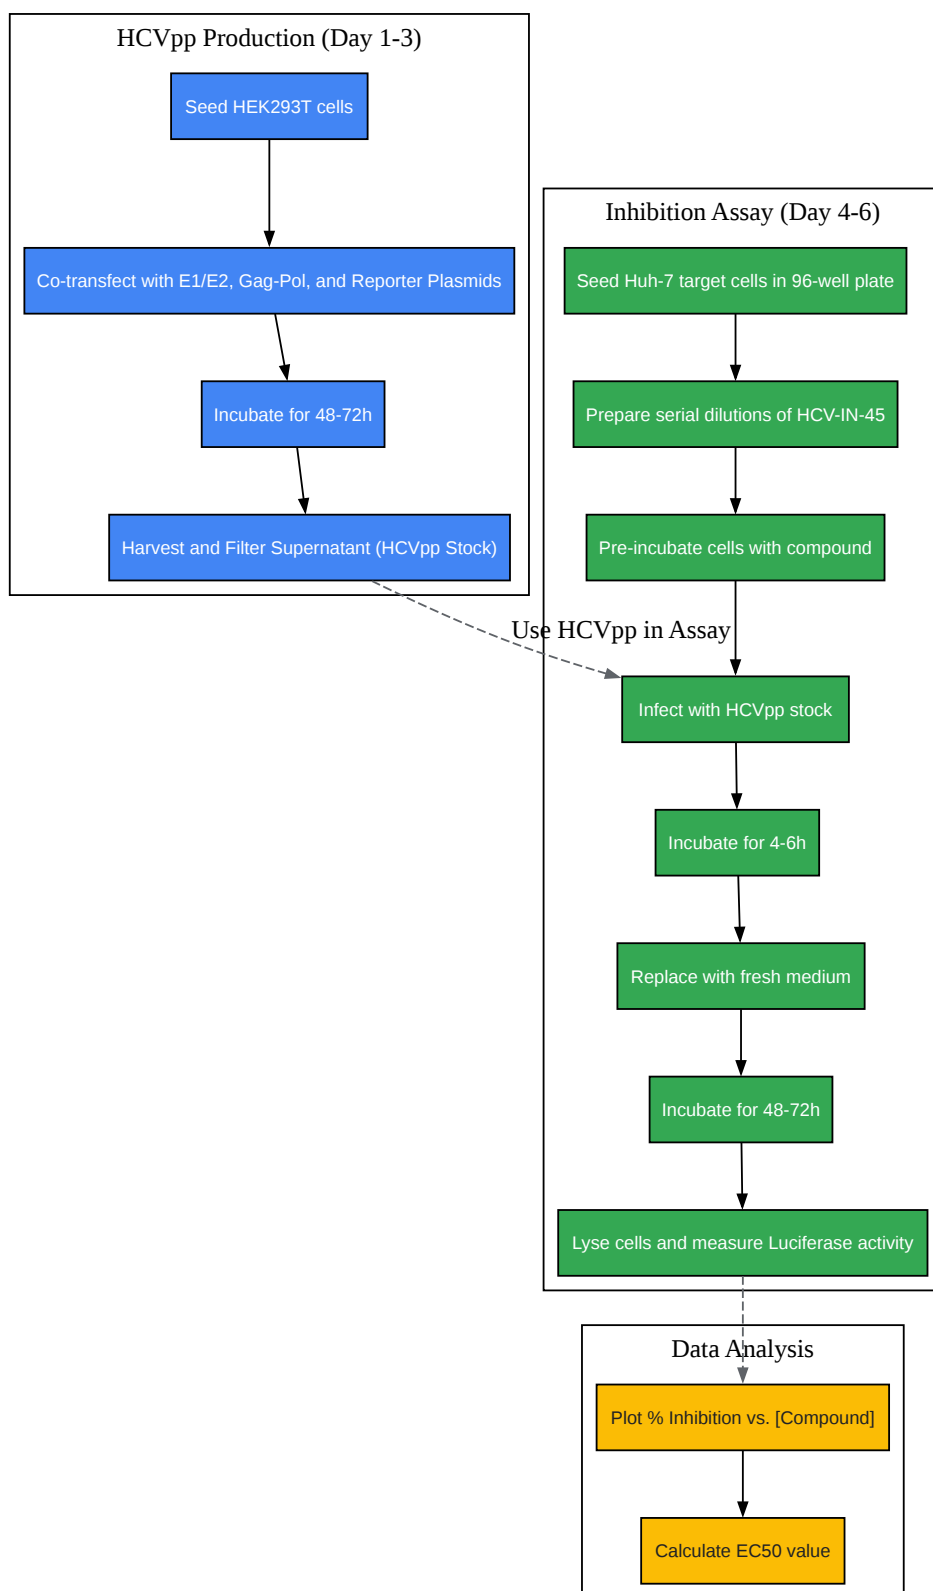 HCVpp Production (Day 1-3)
Seed HEK293T cells
Co-transfect with E1/E2, Gag-Pol, and Reporter Plasmids
Incubate for 48-72h
Harvest and Filter Supernatant (HCVpp Stock)
Use HCVpp in Assay
Inhibition Assay (Day 4-6)
Seed Huh-7 target cells in 96-well plate
Prepare serial dilutions of HCV-IN-45
Pre-incubate cells with compound
Infect with HCVpp stock
Incubate for 4-6h
Replace with fresh medium
Incubate for 48-72h
Lyse cells and measure Luciferase activity
Data Analysis
Plot % Inhibition vs. [Compound]
Calculate EC50 value